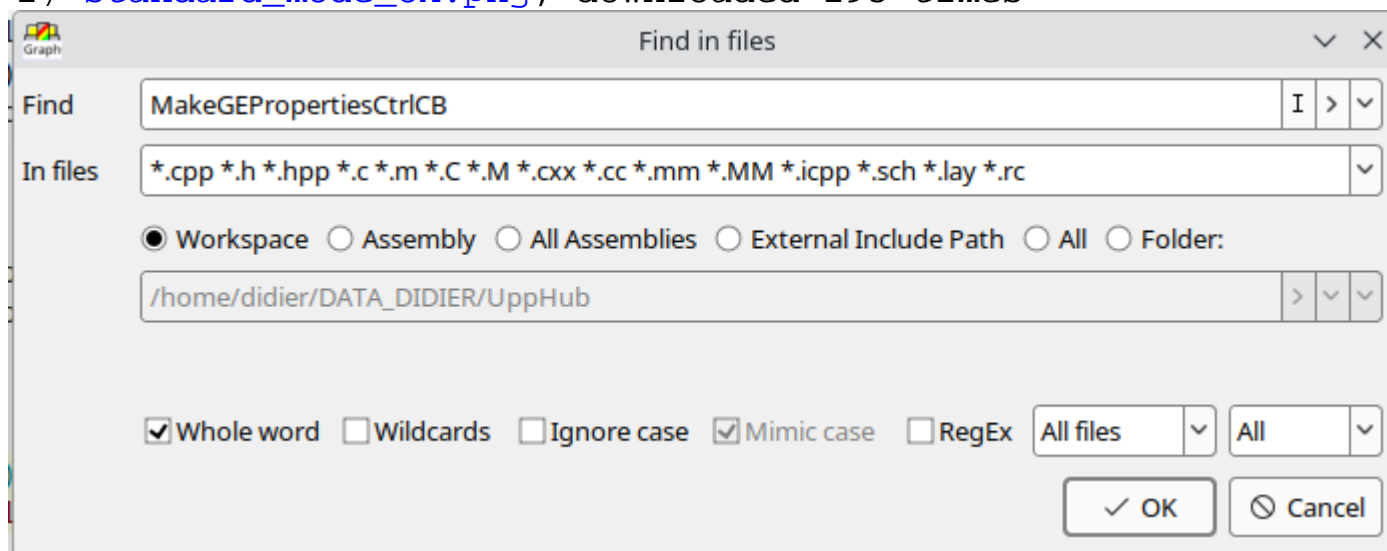 Graph
Find in files
Find MakeGEPropertiesCtrlCB I >
In files *.cpp *.h *.hpp *.c *.m *.C *.M *.cxx *.cc *.mm *.MM *.icpp *.sch *.lay *.rc
Workspace Assembly All Assemblies External Include Path All Folder:
/home/didier/DATA_DIDIER/UppHub >
Whole word Wildcards Ignore case Mimic case RegEx All files All
OK Cancel